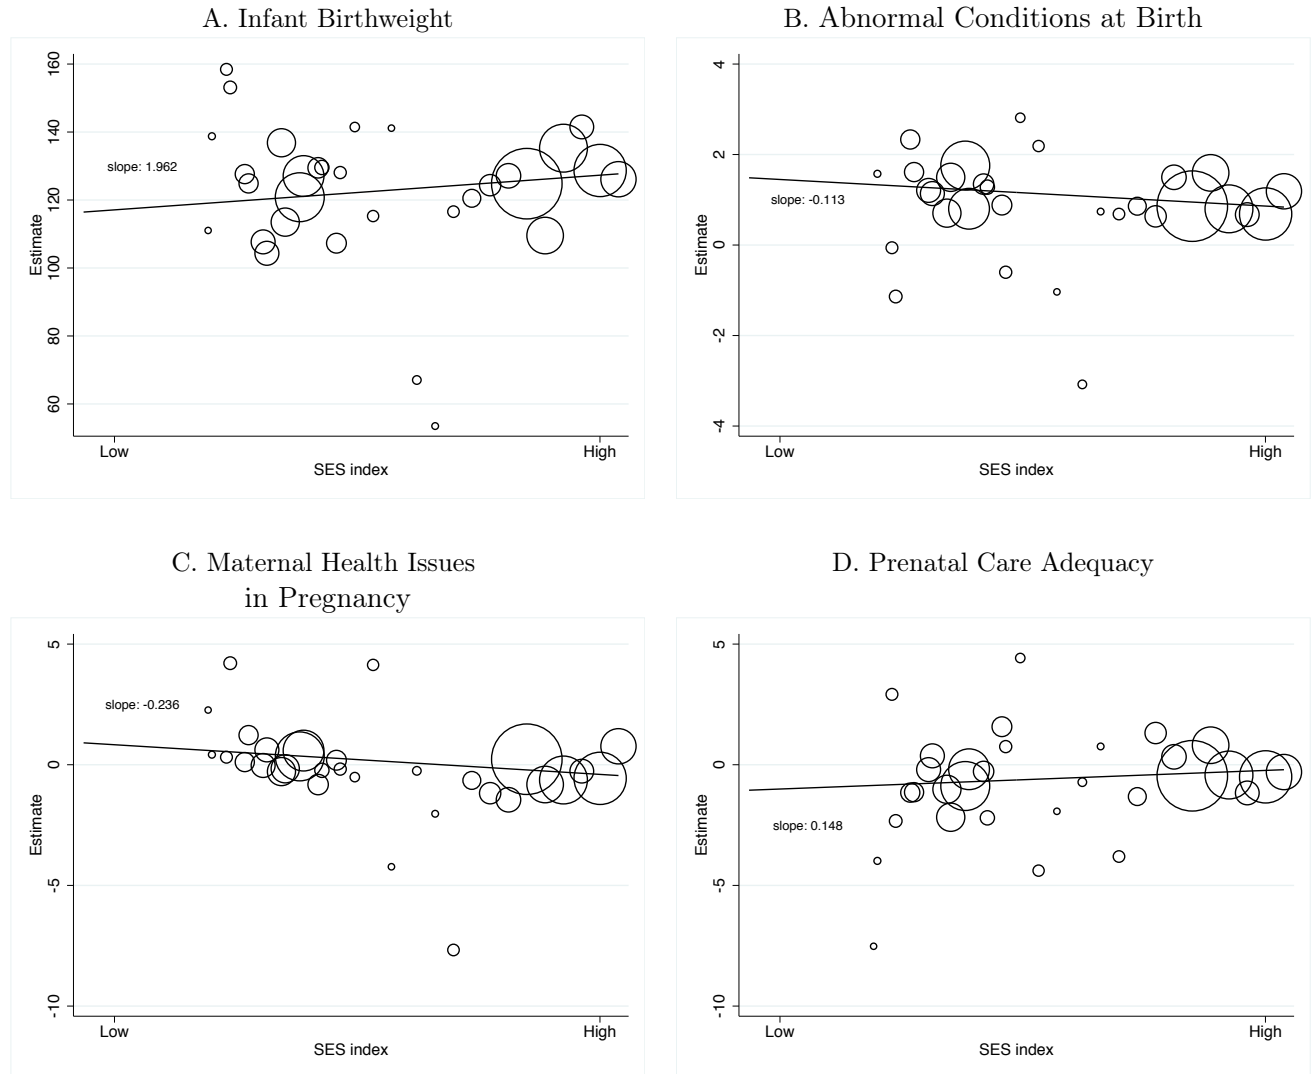 A. Infant Birthweight
160
140
120
100
80
60
Estimate
slope: 1.962
Low
High
SES index
B. Abnormal Conditions at Birth
4
2
0
-2
-4
Estimate
slope: -0.113
Low
High
SES index
C. Maternal Health Issues
in Pregnancy
5
0
-5
-10
Estimate
slope: -0.236
Low
High
SES index
D. Prenatal Care Adequacy
5
0
-5
-10
Estimate
slope: 0.148
Low
High
SES index